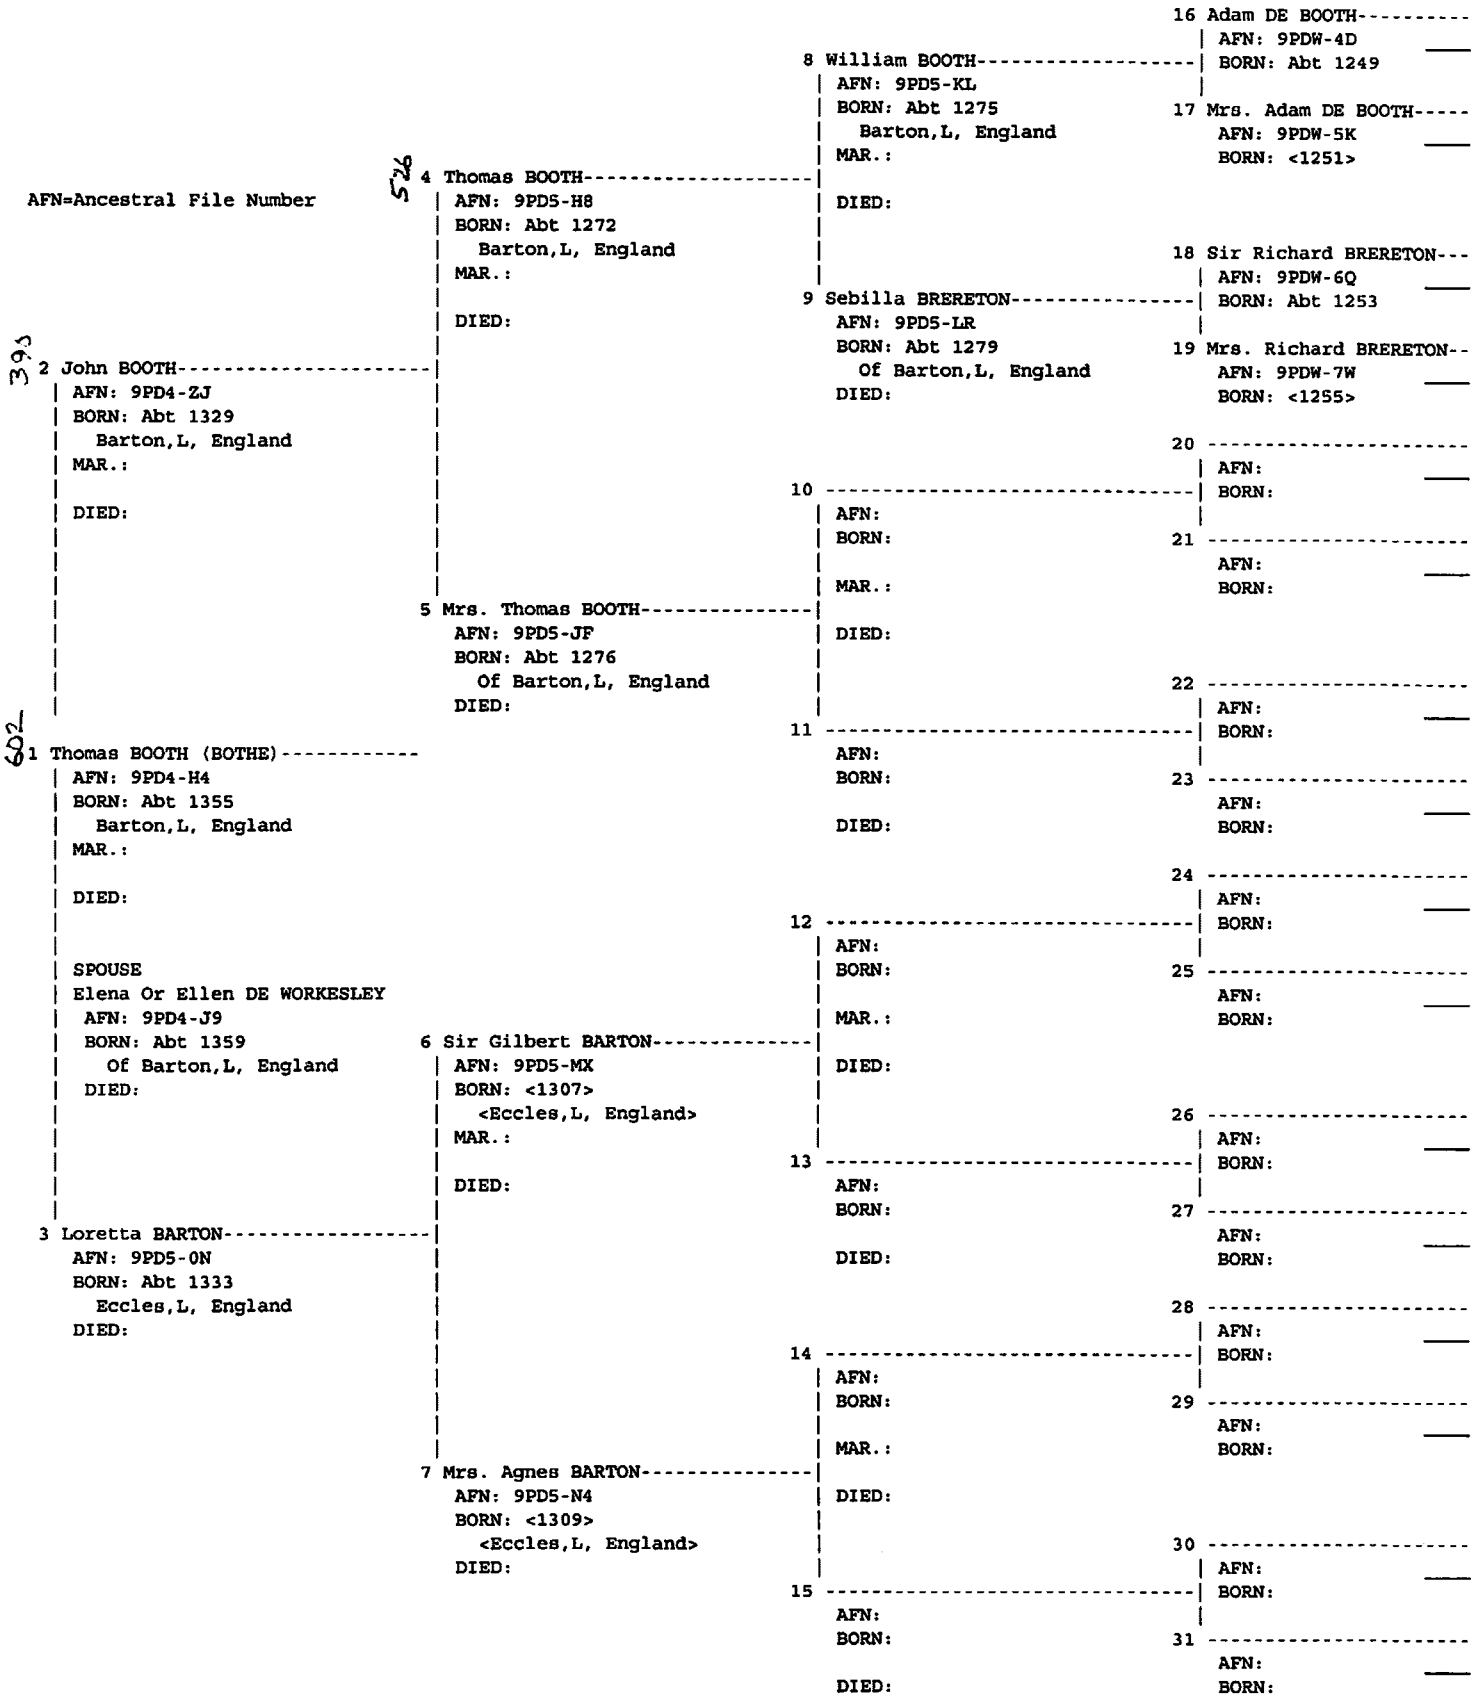 AFN=Ancestral File Number
602
1 Thomas BOOTH (BOTHE)
AFN: 9PD4-H4
BORN: Abt 1355
Barton,L, England
MAR.:
DIED:
SPOUSE
Elena Or Ellen DE WORKESLEY
AFN: 9PD4-J9
BORN: Abt 1359
Of Barton,L, England
DIED:
2 John BOOTH
AFN: 9PD4-ZJ
BORN: Abt 1329
Barton,L, England
MAR.:
DIED:
3 Loretta BARTON
AFN: 9PD5-0N
BORN: Abt 1333
Eccles,L, England
DIED:
526
4 Thomas BOOTH
AFN: 9PD5-H8
BORN: Abt 1272
Barton,L, England
MAR.:
DIED:
5 Mrs. Thomas BOOTH
AFN: 9PD5-JF
BORN: Abt 1276
Of Barton,L, England
DIED:
6 Sir Gilbert BARTON
AFN: 9PD5-MX
BORN: <1307>
<Eccles,L, England>
MAR.:
DIED:
7 Mrs. Agnes BARTON
AFN: 9PD5-N4
BORN: <1309>
<Eccles,L, England>
DIED:
8 William BOOTH
AFN: 9PD5-KL
BORN: Abt 1275
Barton,L, England
MAR.:
DIED:
9 Sebilla BRERETON
AFN: 9PD5-LR
BORN: Abt 1279
Of Barton,L, England
DIED:
10
AFN:
BORN:
MAR.:
DIED:
11
AFN:
BORN:
DIED:
12
AFN:
BORN:
MAR.:
DIED:
13
AFN:
BORN:
DIED:
14
AFN:
BORN:
MAR.:
DIED:
15
AFN:
BORN:
DIED:
16 Adam DE BOOTH
AFN: 9PDW-4D
BORN: Abt 1249
17 Mrs. Adam DE BOOTH
AFN: 9PDW-5K
BORN: <1251>
18 Sir Richard BRERETON
AFN: 9PDW-6Q
BORN: Abt 1253
19 Mrs. Richard BRERETON
AFN: 9PDW-7W
BORN: <1255>
20
AFN:
BORN:
21
AFN:
BORN:
22
AFN:
BORN:
23
AFN:
BORN:
24
AFN:
BORN:
25
AFN:
BORN:
26
AFN:
BORN:
27
AFN:
BORN:
28
AFN:
BORN:
29
AFN:
BORN:
30
AFN:
BORN:
31
AFN:
BORN: